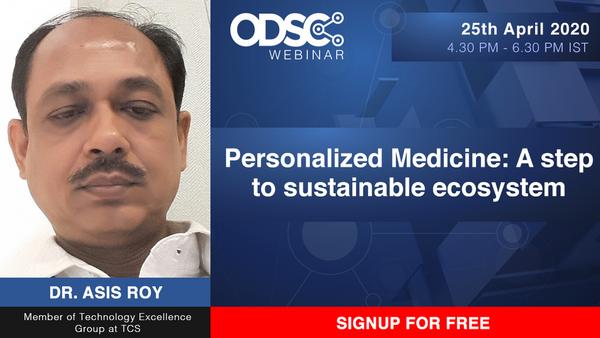 ODSC
WEBINAR
25th April 2020
4.30 PM - 6.30 PM IST
Personalized Medicine: A step
to sustainable ecosystem
DR. ASIS ROY
Member of Technology Excellence
Group at TCS
SIGNUP FOR FREE